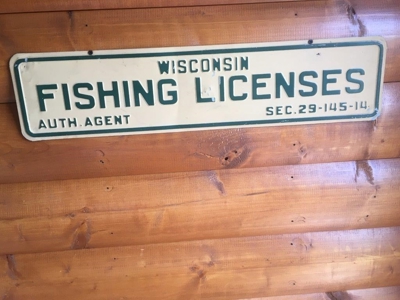 WISCONSIN
FISHING LICENSES
AUTH. AGENT SEC. 29-145-14